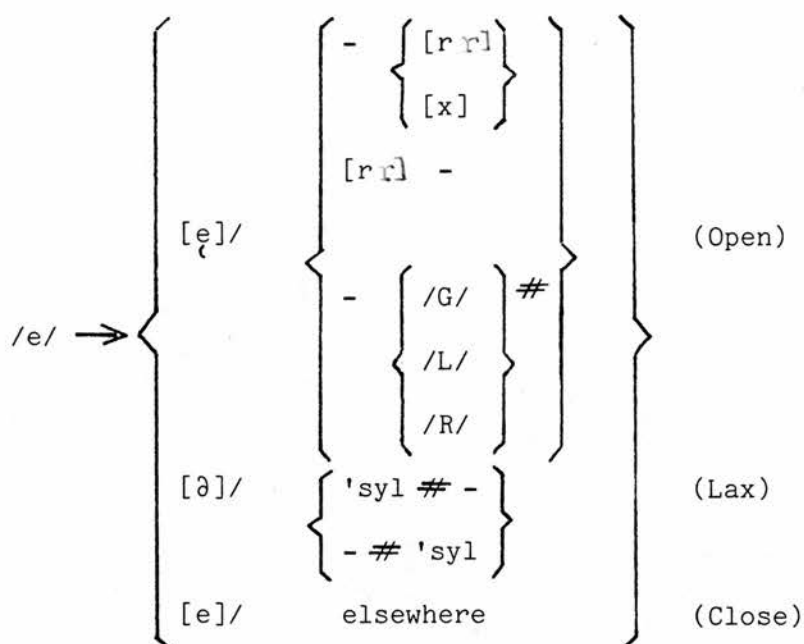 - [r r]
[x]
[r r] -
[ę]/ (Open)
- /G/ #
/e/ →
/L/
/R/
[ə]/ 'syl # - (Lax)
- # 'syl
[e]/ elsewhere (Close)